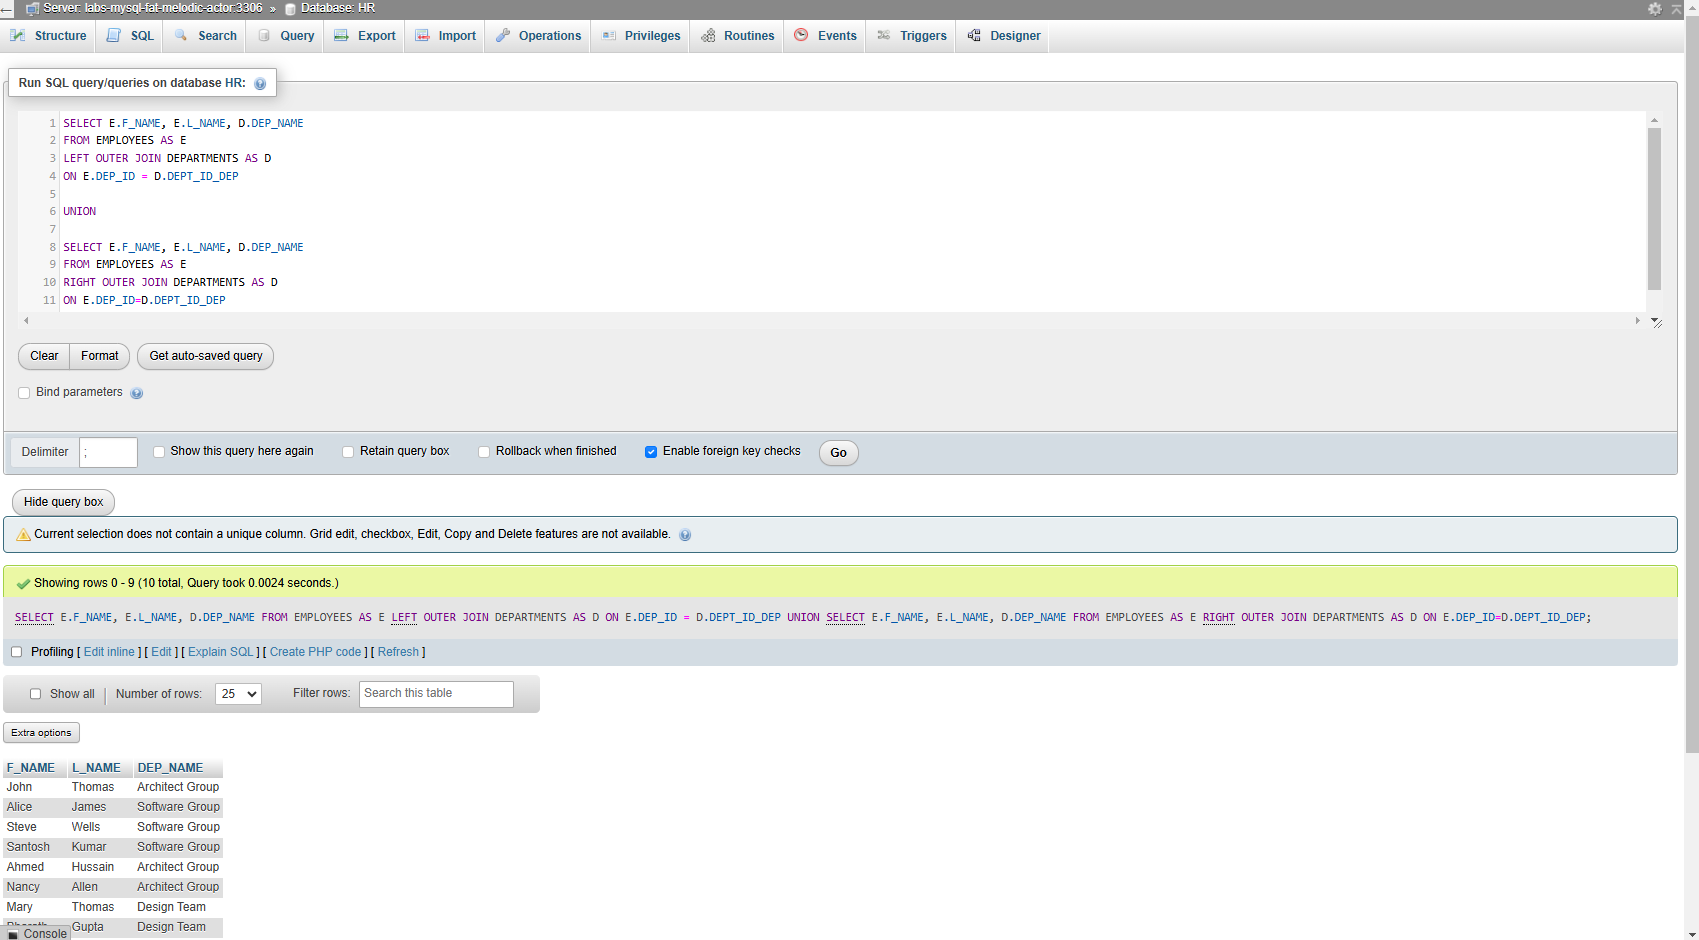 ← Server: labs-mysql-fat-melodic-actor:3306 » Database: HR
Structure SQL Search Query Export Import Operations Privileges Routines Events Triggers Designer
Run SQL query/queries on database HR:
1 SELECT E.F_NAME, E.L_NAME, D.DEP_NAME
2 FROM EMPLOYEES AS E
3 LEFT OUTER JOIN DEPARTMENTS AS D
4 ON E.DEP_ID = D.DEPT_ID_DEP
5
6 UNION
7
8 SELECT E.F_NAME, E.L_NAME, D.DEP_NAME
9 FROM EMPLOYEES AS E
10 RIGHT OUTER JOIN DEPARTMENTS AS D
11 ON E.DEP_ID=D.DEPT_ID_DEP
Clear Format Get auto-saved query
Bind parameters
Delimiter ; Show this query here again Retain query box Rollback when finished Enable foreign key checks Go
Hide query box
Current selection does not contain a unique column. Grid edit, checkbox, Edit, Copy and Delete features are not available.
Showing rows 0 - 9 (10 total, Query took 0.0024 seconds.)
SELECT E.F_NAME, E.L_NAME, D.DEP_NAME FROM EMPLOYEES AS E LEFT OUTER JOIN DEPARTMENTS AS D ON E.DEP_ID = D.DEPT_ID_DEP UNION SELECT E.F_NAME, E.L_NAME, D.DEP_NAME FROM EMPLOYEES AS E RIGHT OUTER JOIN DEPARTMENTS AS D ON E.DEP_ID=D.DEPT_ID_DEP;
Profiling [ Edit inline ] [ Edit ] [ Explain SQL ] [ Create PHP code ] [ Refresh ]
Show all Number of rows: 25 Filter rows: Search this table
Extra options
F_NAME L_NAME DEP_NAME
John Thomas Architect Group
Alice James Software Group
Steve Wells Software Group
Santosh Kumar Software Group
Ahmed Hussain Architect Group
Nancy Allen Architect Group
Mary Thomas Design Team
Gupta Design Team
Console